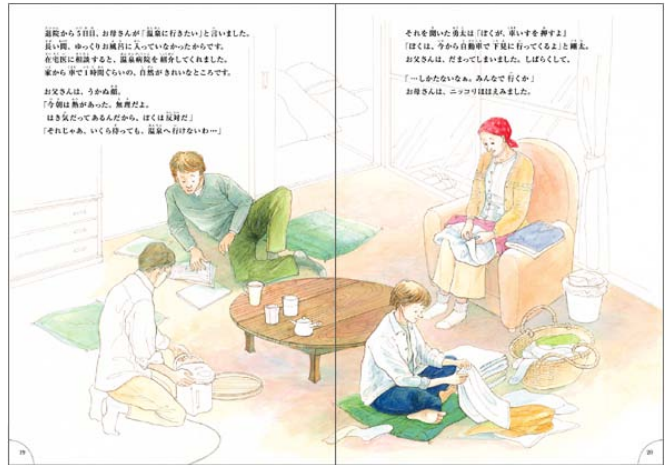 退院から5日目、お母さんが「温泉に行きたい」と言いました。
長い間、ゆっくりお風呂に入っていなかったからです。
在宅医に相談すると、温泉病院を紹介してくれました。
家から車で1時間ぐらいの、自然がきれいなところです。
お父さんは、うかぬ顔。
「今朝は熱があった。無理だよ。
はき気だってあるんだから、ぼくは反対だ」
「それじゃあ、いくら待っても、温泉へ行けないわ…」
それを聞いた勇太は「ぼくが、車いすを押すよ」
「ぼくは、今から自動車で下見に行ってくるよ」と 太。
お父さんは、だまってしまいました。しばらくして、
「…しかたないなぁ。みんなで行くか」
お母さんは、ニッコリほほえみました。
19
20